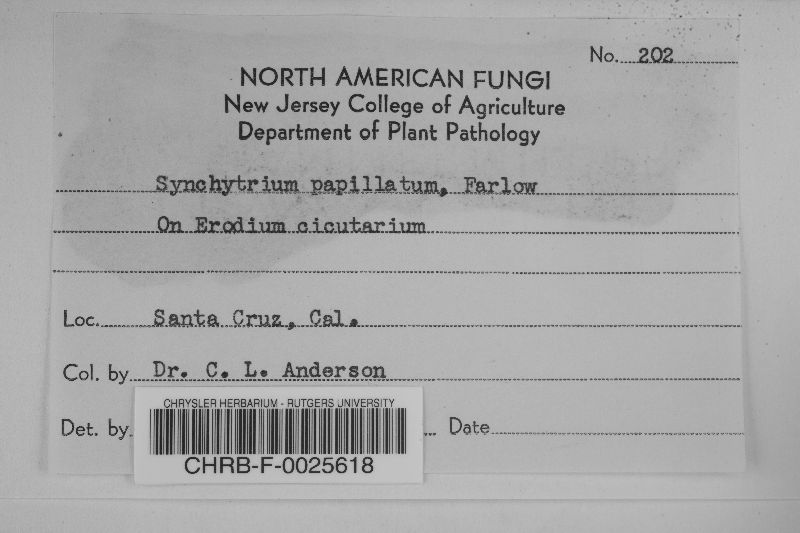 No. 202
NORTH AMERICAN FUNGI
New Jersey College of Agriculture
Department of Plant Pathology
Synchytrium papillatum, Farlow
On Erodium cicutarium
Loc. Santa Cruz, Cal.
Col. by Dr. C. L. Anderson
Det. by Date
CHRYSLER HERBARIUM - RUTGERS UNIVERSITY
CHRB-F-0025618